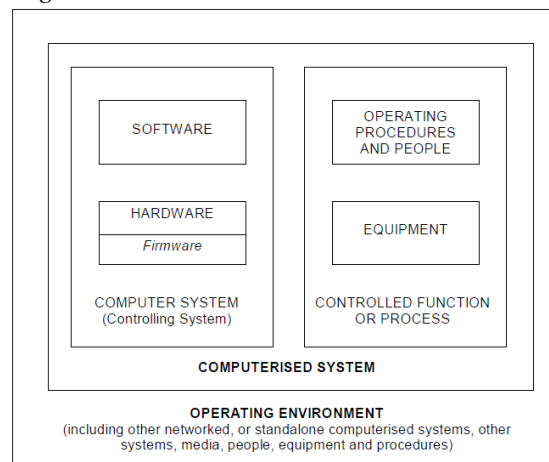 SOFTWARE
HARDWARE
Firmware
COMPUTER SYSTEM
(Controlling System)
OPERATING
PROCEDURES
AND PEOPLE
EQUIPMENT
CONTROLLED FUNCTION
OR PROCESS
COMPUTERISED SYSTEM
OPERATING ENVIRONMENT
(including other networked, or standalone computerised systems, other
systems, media, people, equipment and procedures)